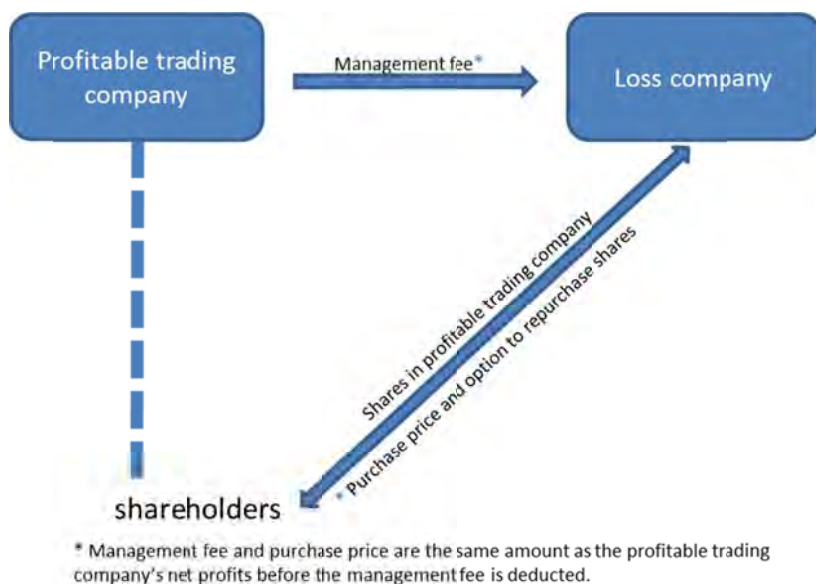 Profitable trading
company
Management fee*
Loss company
Shares in profitable trading company
* Purchase price and option to repurchase shares
shareholders
* Management fee and purchase price are the same amount as the profitable trading
company's net profits before the management fee is deducted.